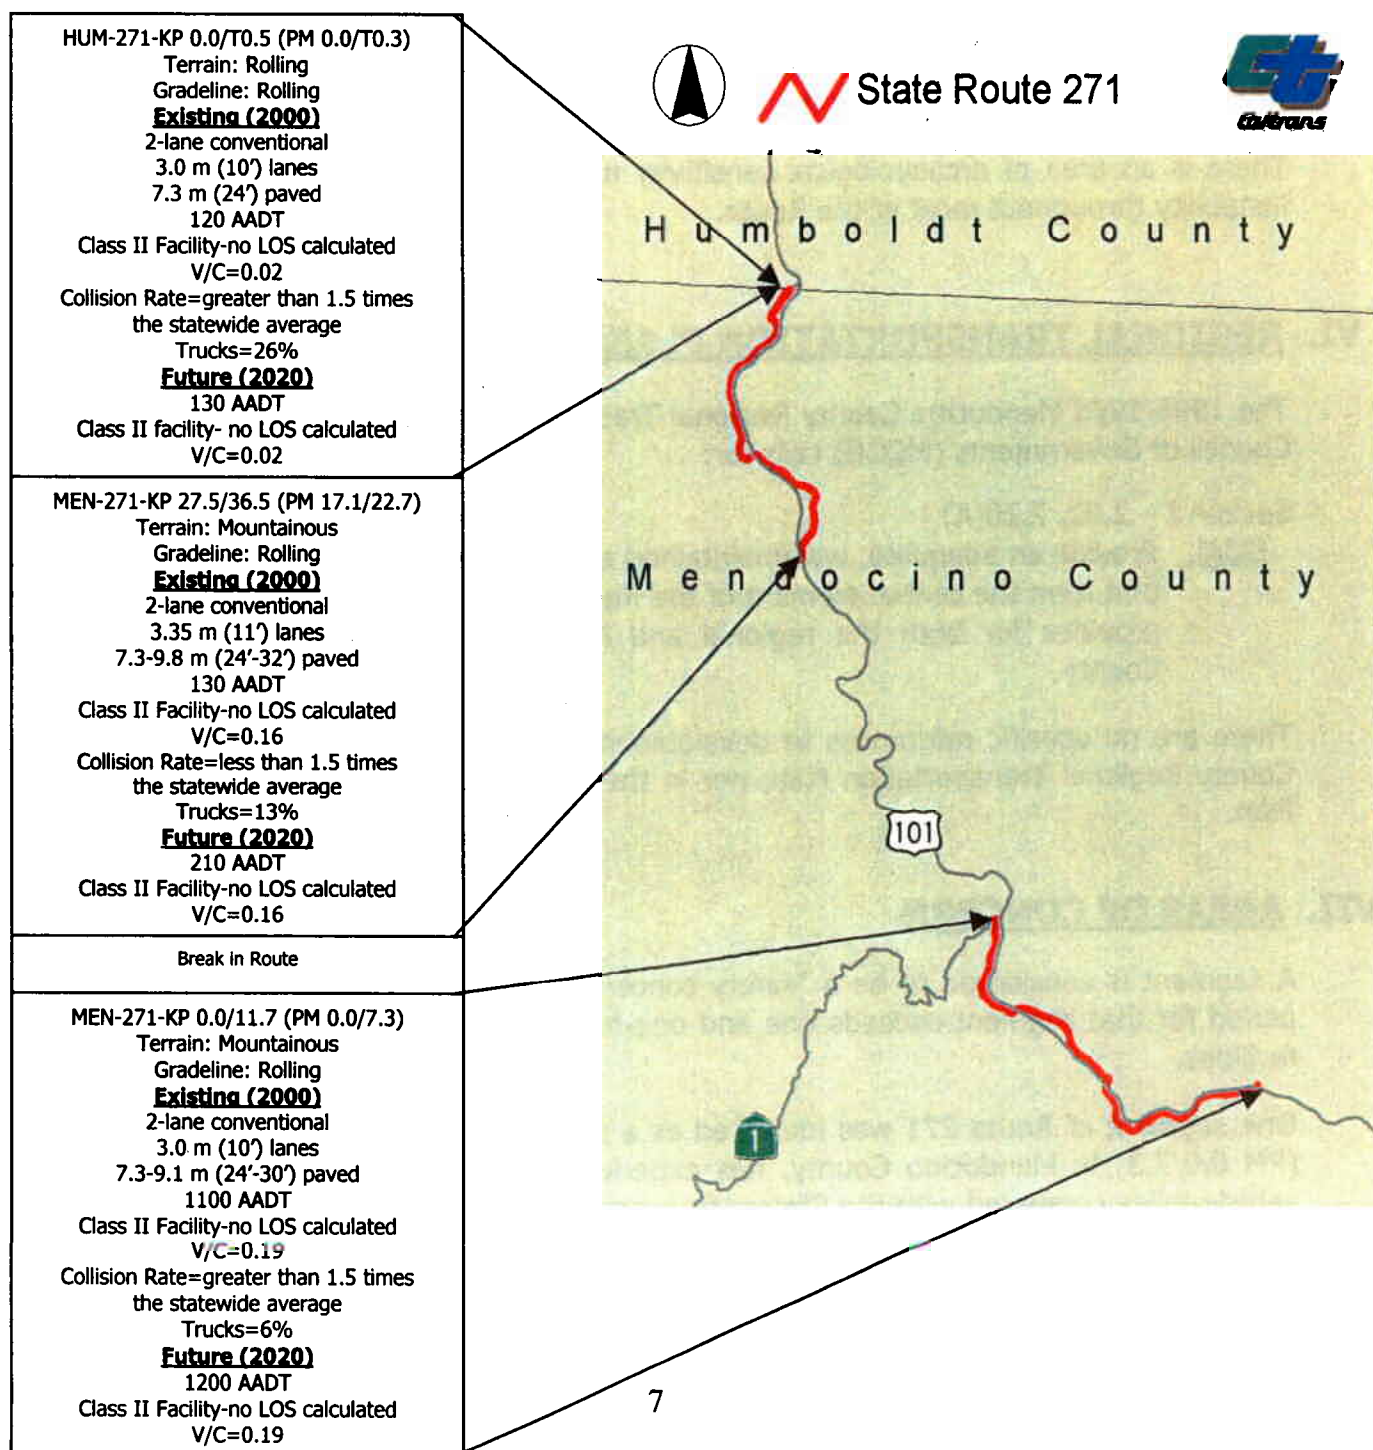 HUM-271-KP 0.0/T0.5 (PM 0.0/T0.3)
Terrain: Rolling
Gradeline: Rolling
Existing (2000)
2-lane conventional
3.0 m (10') lanes
7.3 m (24') paved
120 AADT
Class II Facility-no LOS calculated
V/C=0.02
Collision Rate=greater than 1.5 times
the statewide average
Trucks=26%
Future (2020)
130 AADT
Class II facility- no LOS calculated
V/C=0.02
MEN-271-KP 27.5/36.5 (PM 17.1/22.7)
Terrain: Mountainous
Gradeline: Rolling
Existing (2000)
2-lane conventional
3.35 m (11') lanes
7.3-9.8 m (24'-32') paved
130 AADT
Class II Facility-no LOS calculated
V/C=0.16
Collision Rate=less than 1.5 times
the statewide average
Trucks=13%
Future (2020)
210 AADT
Class II Facility-no LOS calculated
V/C=0.16
Break in Route
MEN-271-KP 0.0/11.7 (PM 0.0/7.3)
Terrain: Mountainous
Gradeline: Rolling
Existing (2000)
2-lane conventional
3.0 m (10') lanes
7.3-9.1 m (24'-30') paved
1100 AADT
Class II Facility-no LOS calculated
V/C=0.19
Collision Rate=greater than 1.5 times
the statewide average
Trucks=6%
Future (2020)
1200 AADT
Class II Facility-no LOS calculated
V/C=0.19
State Route 271
Caltrans
Humboldt County
Mendocino County
101
1
7